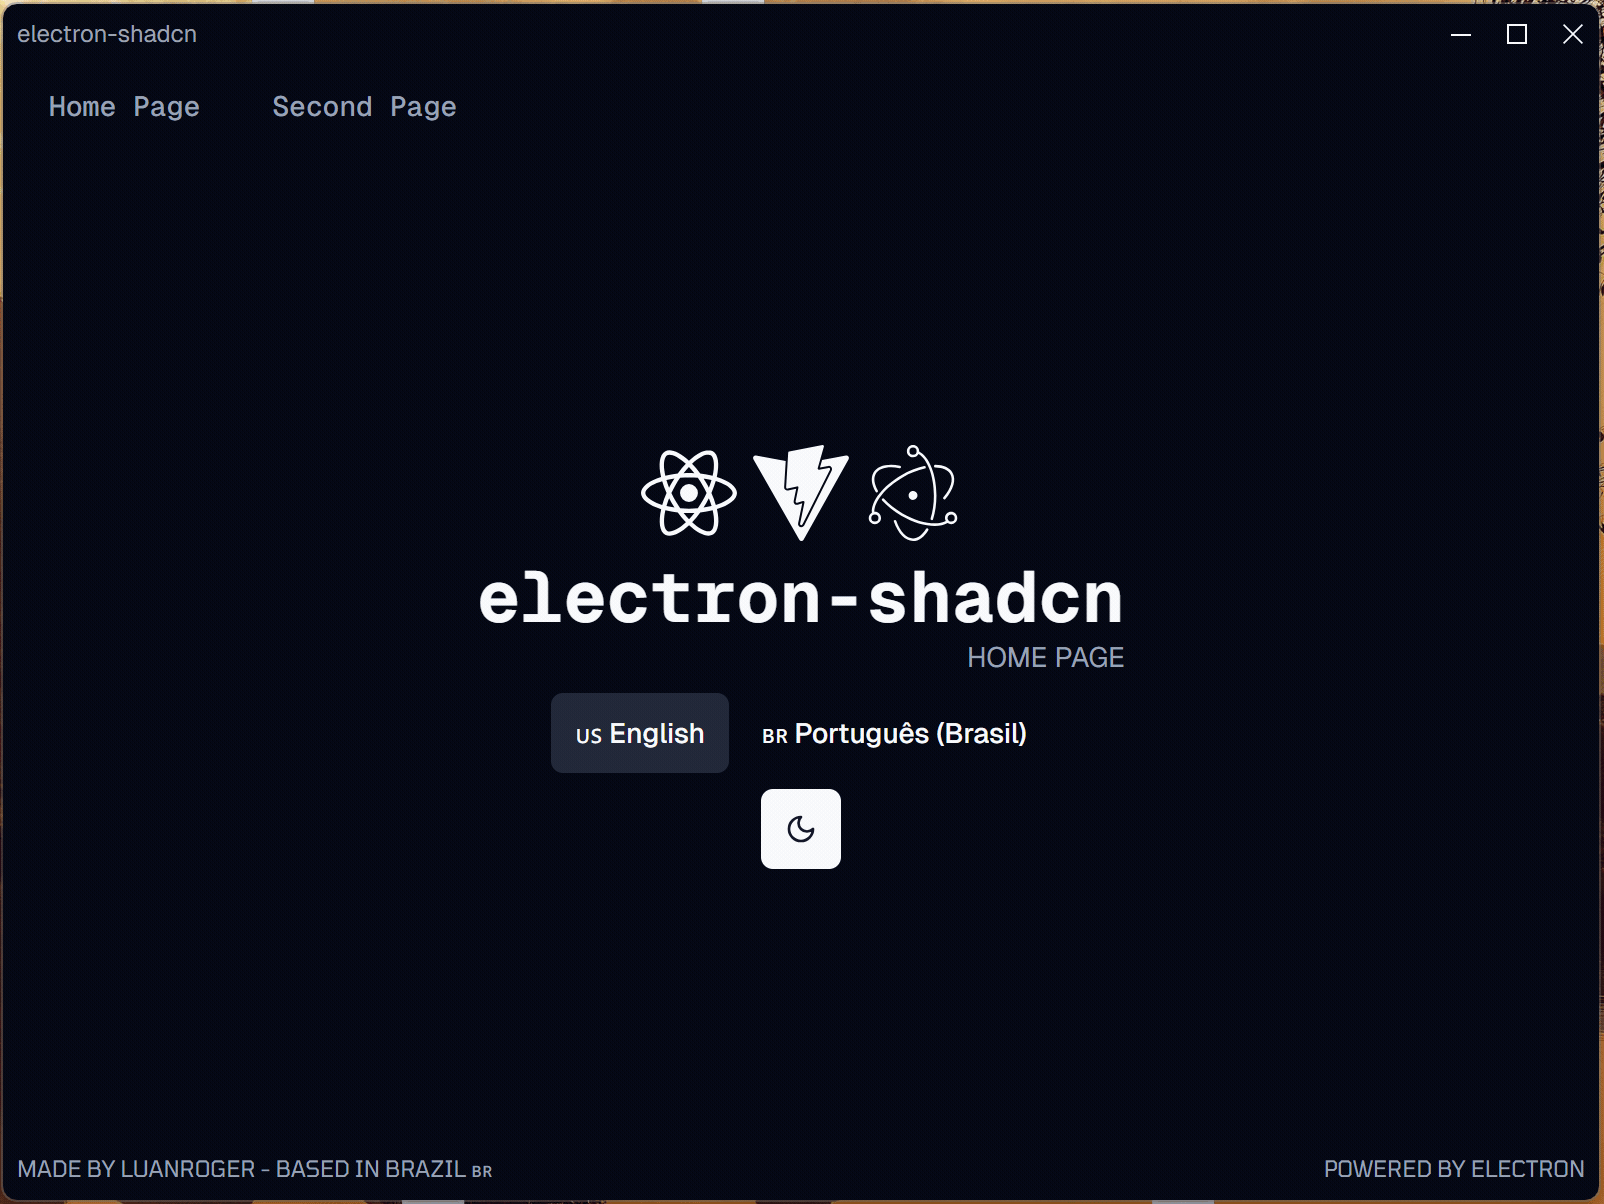 electron-shadcn
Home Page Second Page
electron-shadcn
HOME PAGE
US English BR Português (Brasil)
MADE BY LUANROGER - BASED IN BRAZIL BR
POWERED BY ELECTRON